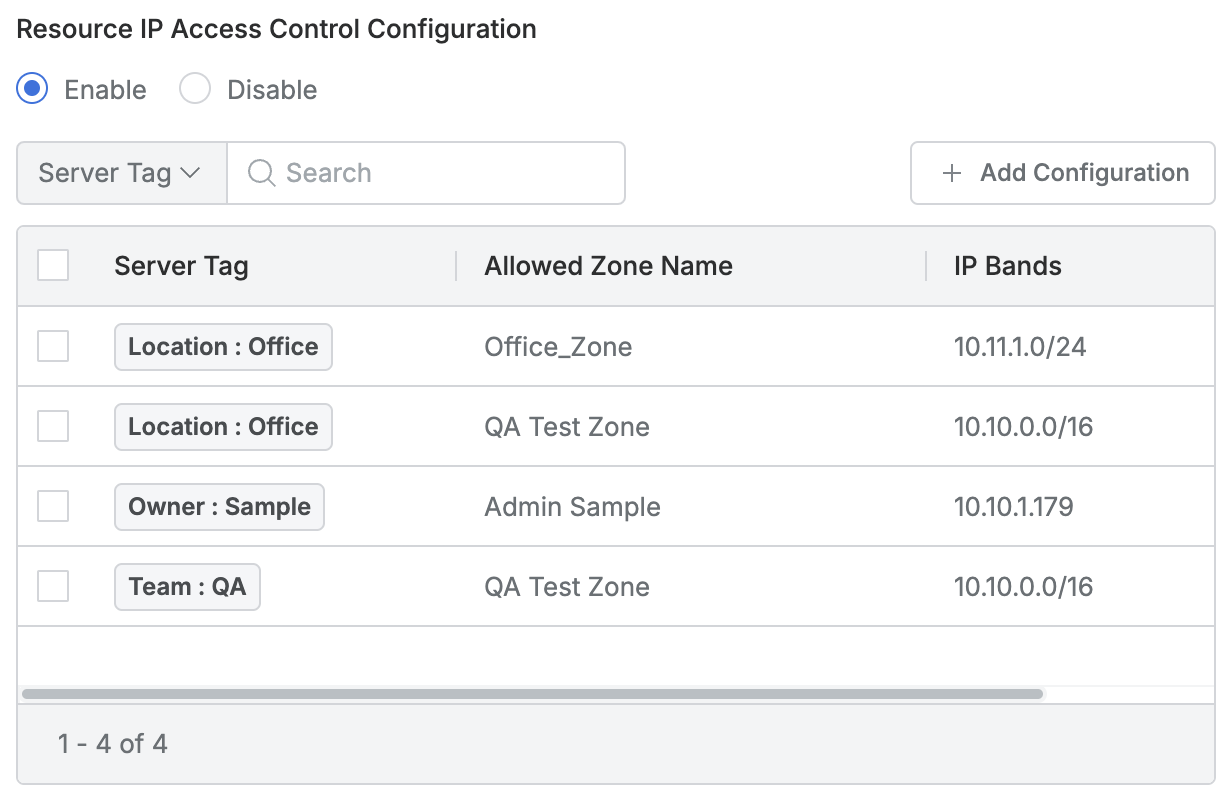 Resource IP Access Control Configuration
Enable Disable
Server Tag Search + Add Configuration
Server Tag Allowed Zone Name IP Bands
Location : Office Office_Zone 10.11.1.0/24
Location : Office QA Test Zone 10.10.0.0/16
Owner : Sample Admin Sample 10.10.1.179
Team : QA QA Test Zone 10.10.0.0/16
1 - 4 of 4